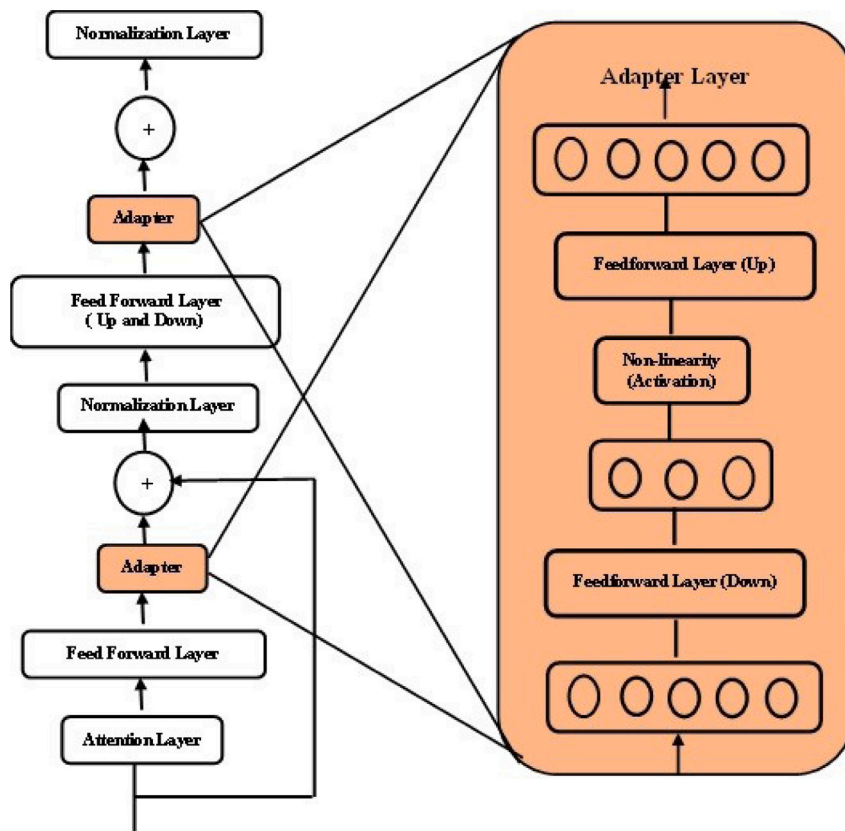 Normalization Layer
+
Adapter
Feed Forward Layer
( Up and Down)
Normalization Layer
+
Adapter
Feed Forward Layer
Attention Layer
Adapter Layer
Feedforward Layer (Up)
Non-linearity
(Activation)
Feedforward Layer (Down)